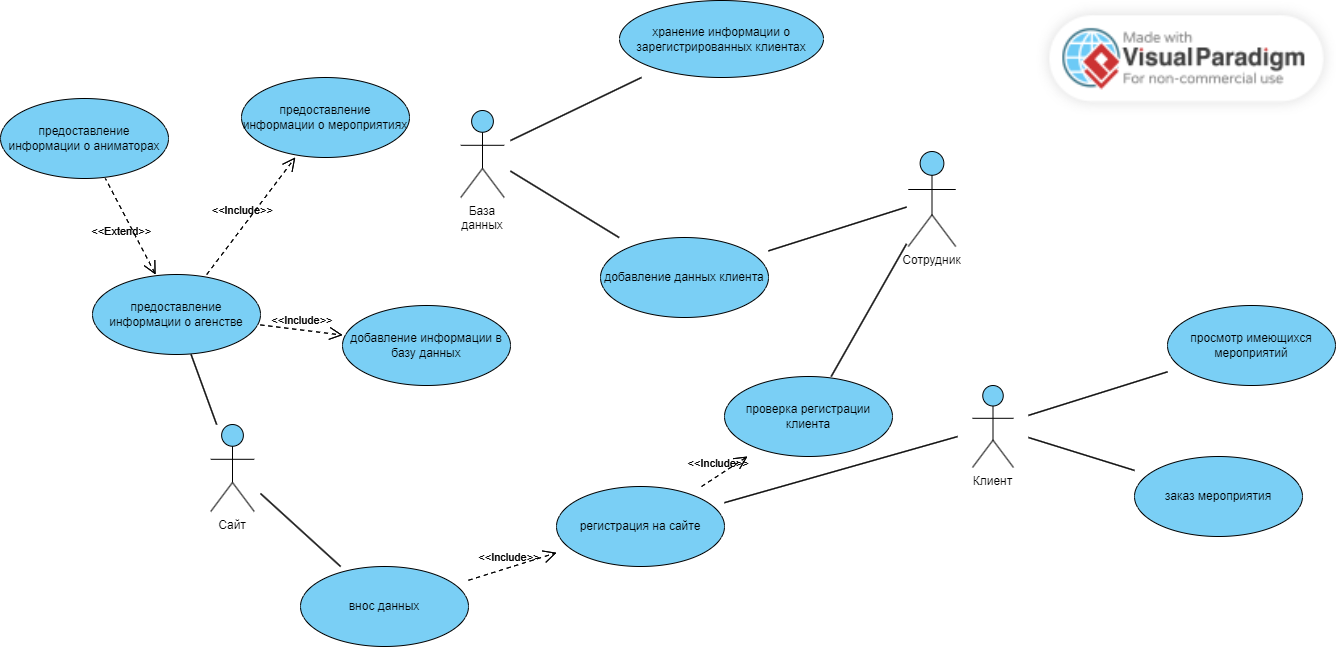 хранение информации о
зарегистрированных клиентах
Made with
Visual Paradigm
For non-commercial use
предоставление
информации о мероприятиях
предоставление
информации о аниматорах
База
данных
<<Include>>
<<Extend>>
Сотрудник
добавление данных клиента
предоставление
информации о агенстве
<<Include>>
добавление информации в
базу данных
просмотр имеющихся
мероприятий
проверка регистрации
клиента
<<Include>>
Клиент
заказ мероприятия
Сайт
регистрация на сайте
<<Include>>
внос данных